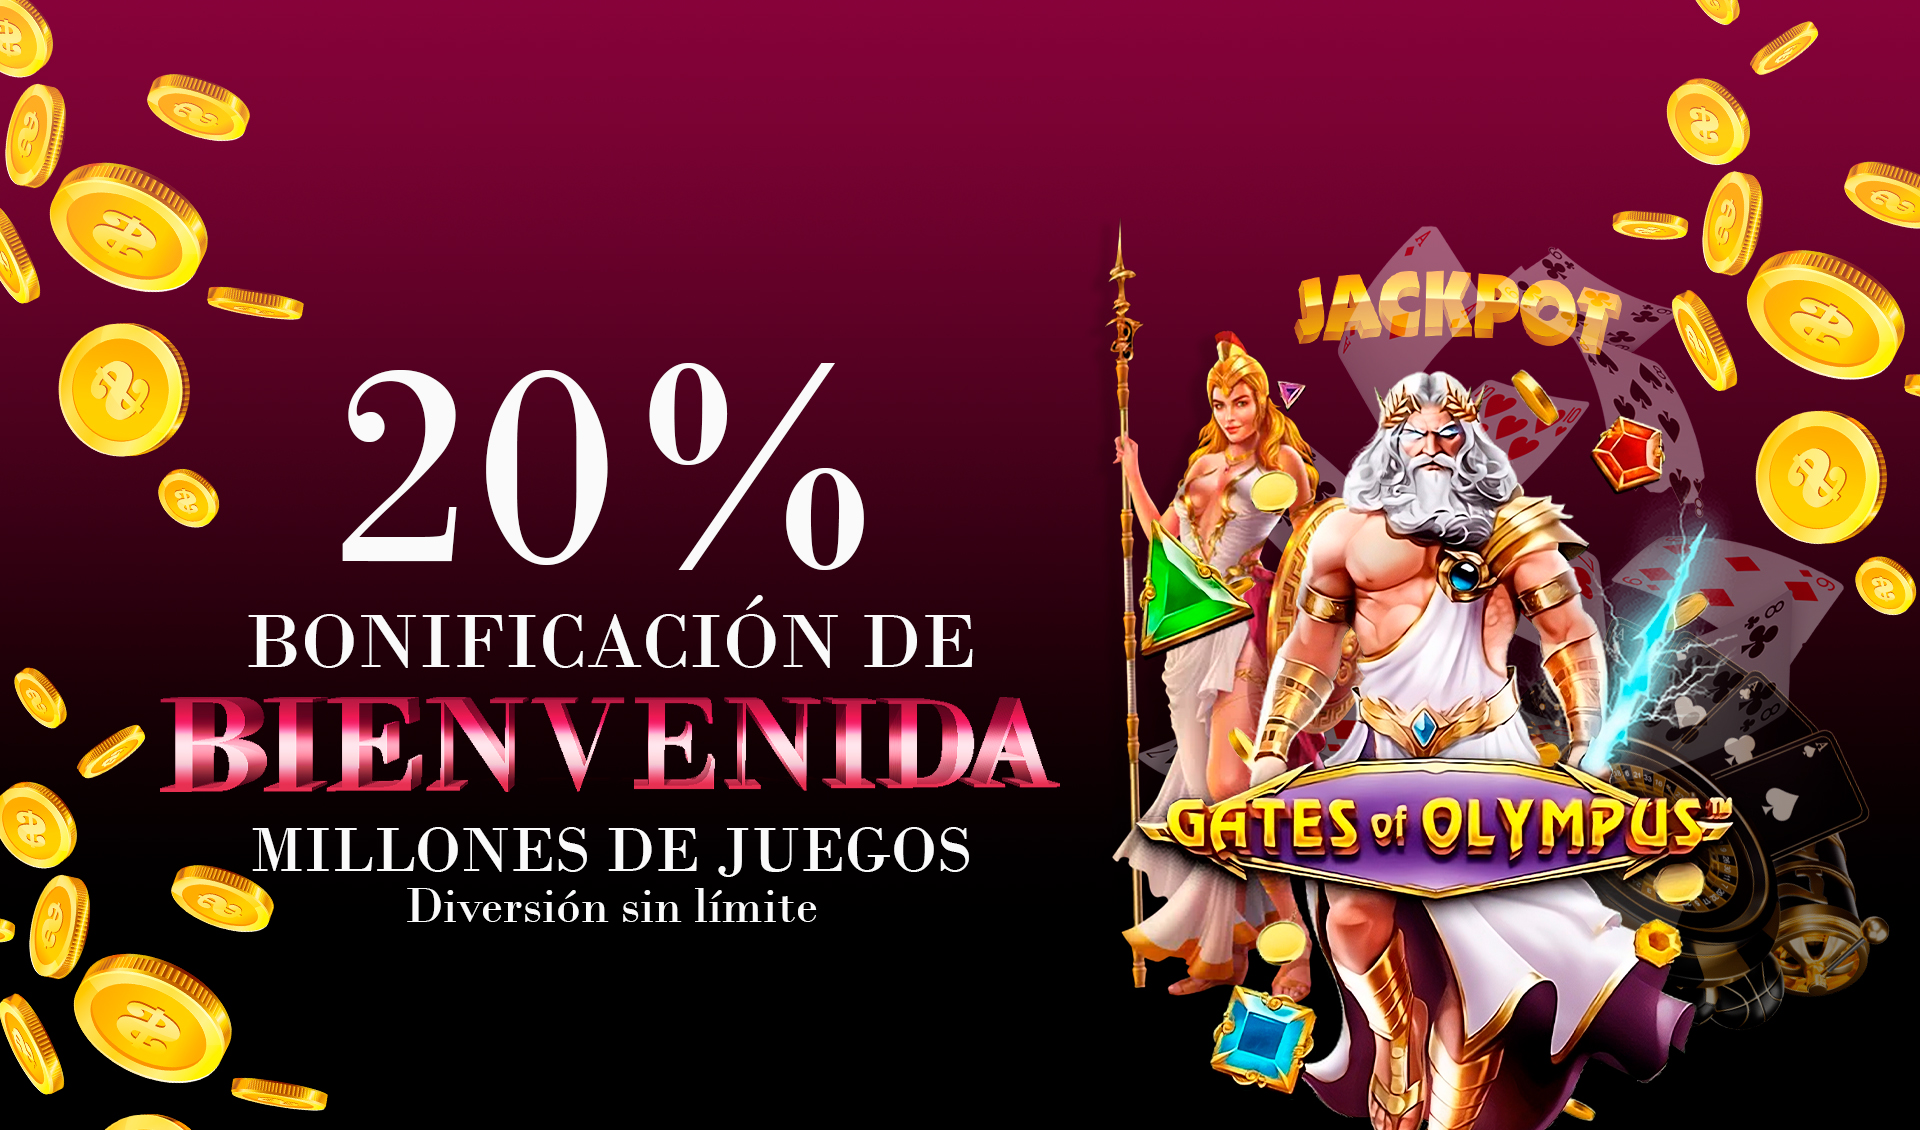 20%
BONIFICACIÓN DE
BIENVENIDA
MILLONES DE JUEGOS
Diversión sin límite
JACKPOT
GATES of OLYMPUS™